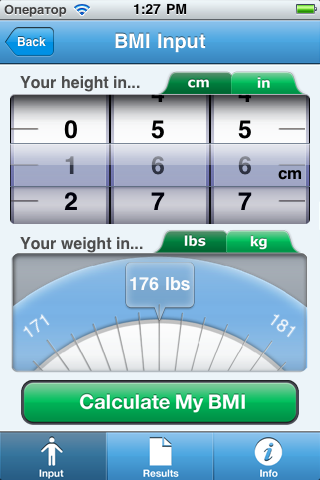 Оператор 1:27 PM
Back BMI Input
Your height in... cm in
4 4
0 5 5
1 6 6 cm
2 7 7
Your weight in... lbs kg
176 lbs
171 181
Calculate My BMI
Input Results Info